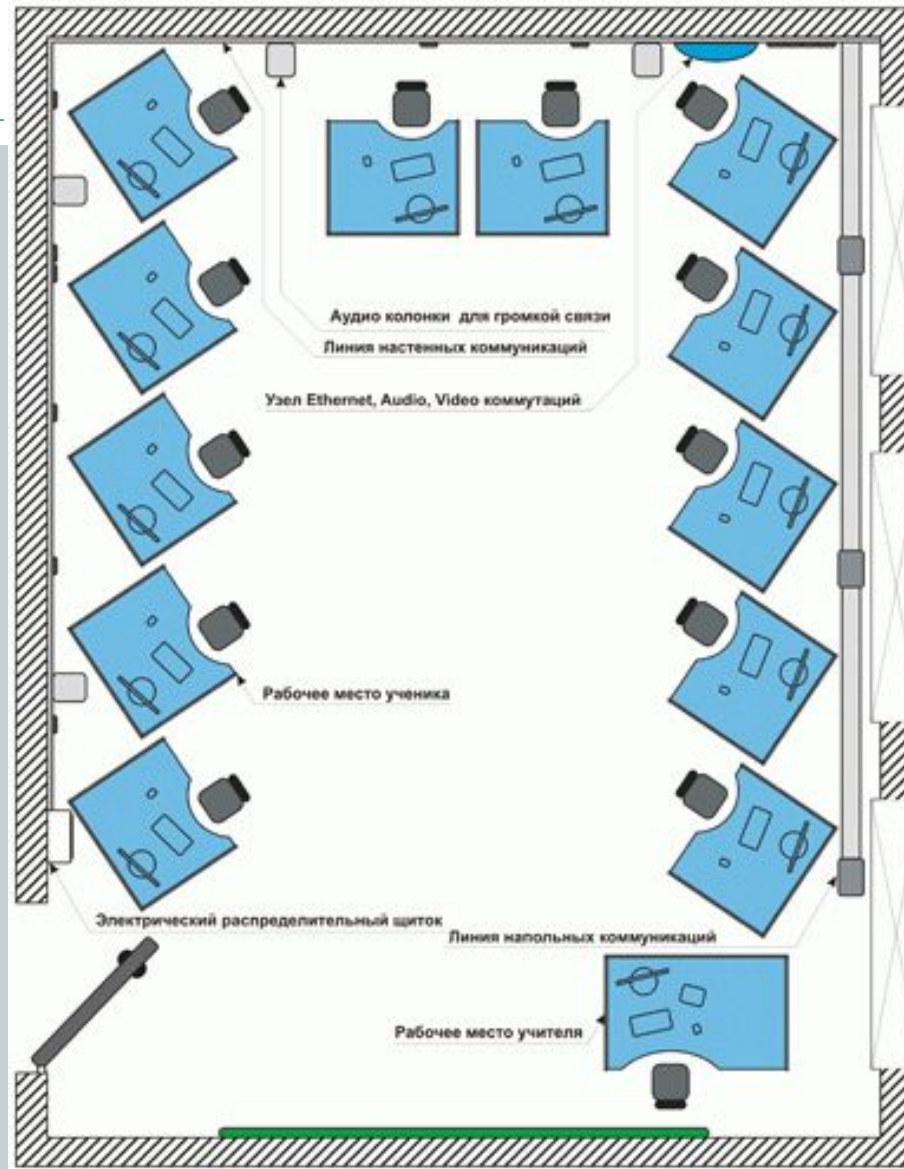 Аудио колонки для громкой связи
Линия настенных коммуникаций
Узел Ethernet, Audio, Video коммутаций
Рабочее место ученика
Электрический распределительный щиток
Линия напольных коммуникаций
Рабочее место учителя